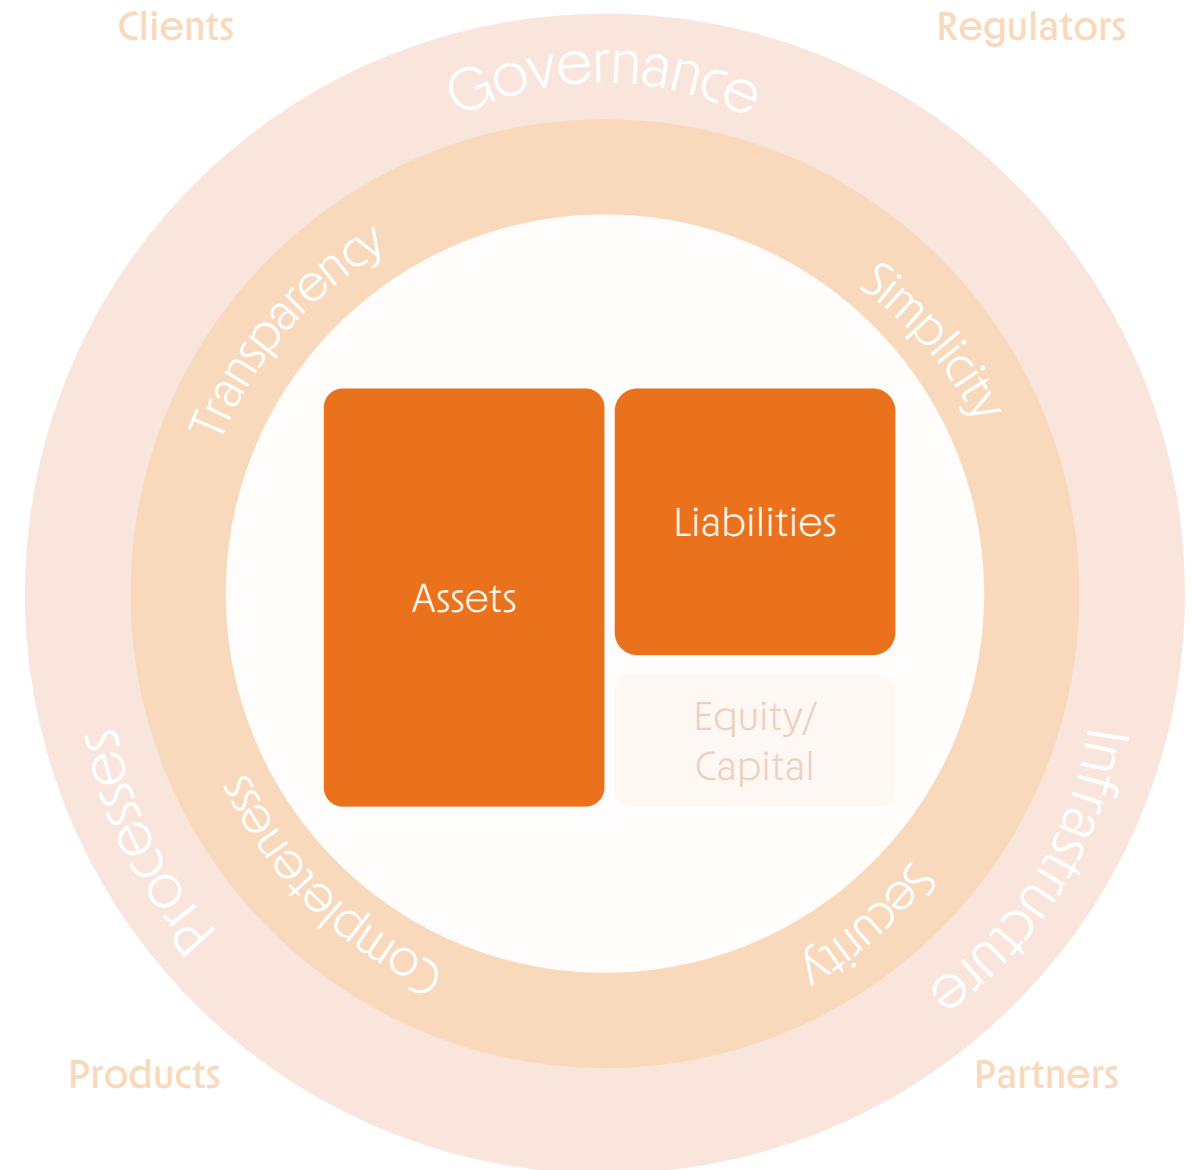 Clients
Regulators
Governance
Transparency
Simplicity
Assets
Liabilities
Equity/
Capital
Processes
Completeness
Security
Infrastructure
Products
Partners